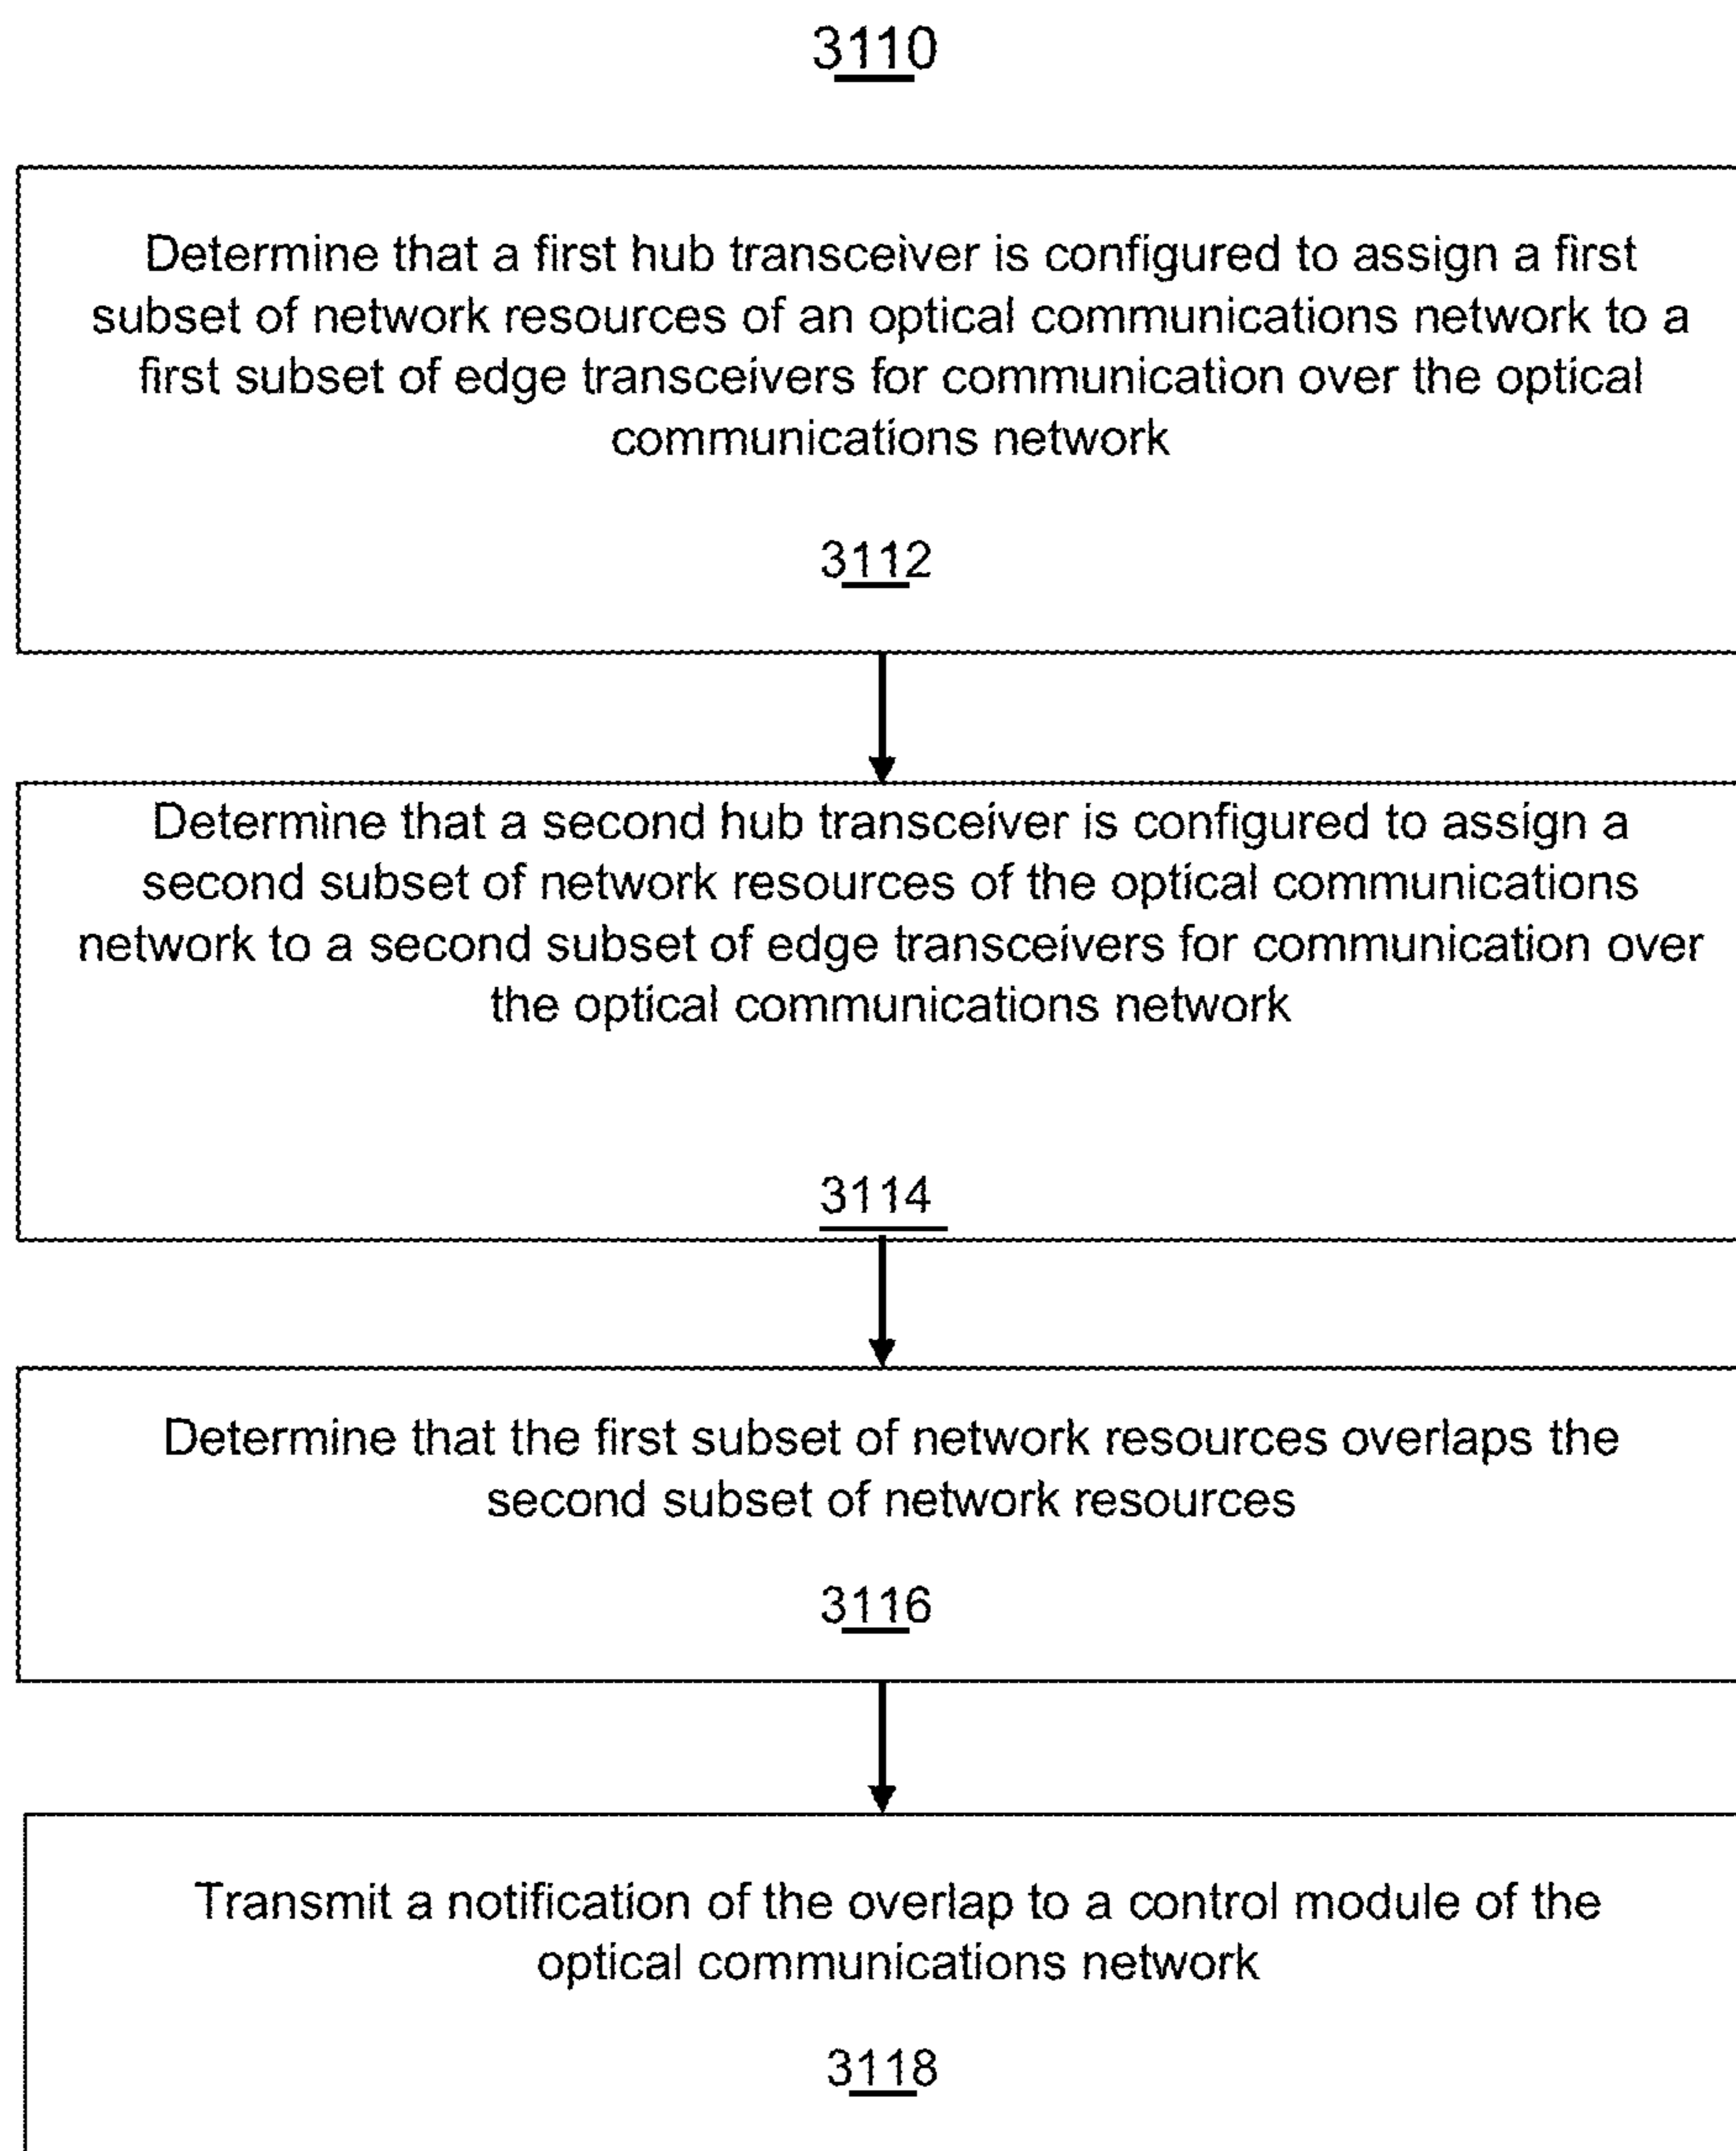 3110
Determine that a first hub transceiver is configured to assign a first
subset of network resources of an optical communications network to a
first subset of edge transceivers for communication over the optical
communications network
3112
Determine that a second hub transceiver is configured to assign a
second subset of network resources of the optical communications
network to a second subset of edge transceivers for communication over
the optical communications network
3114
Determine that the first subset of network resources overlaps the
second subset of network resources
3116
Transmit a notification of the overlap to a control module of the
optical communications network
3118